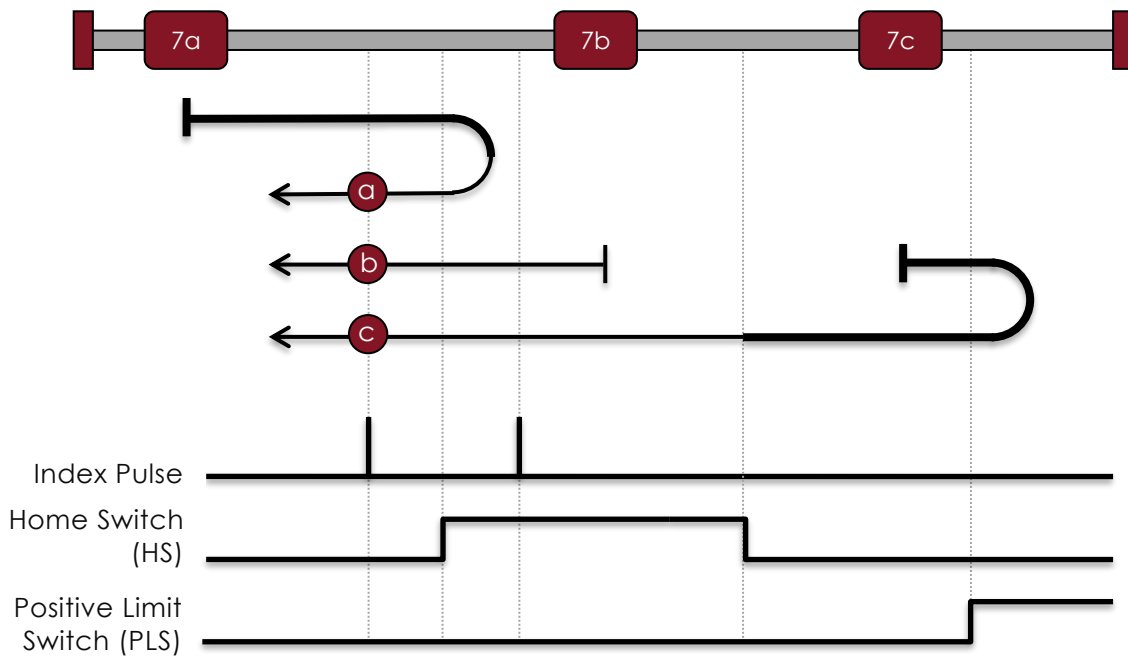 7a
7b
7c
a
b
c
Index Pulse
Home Switch
(HS)
Positive Limit
Switch (PLS)